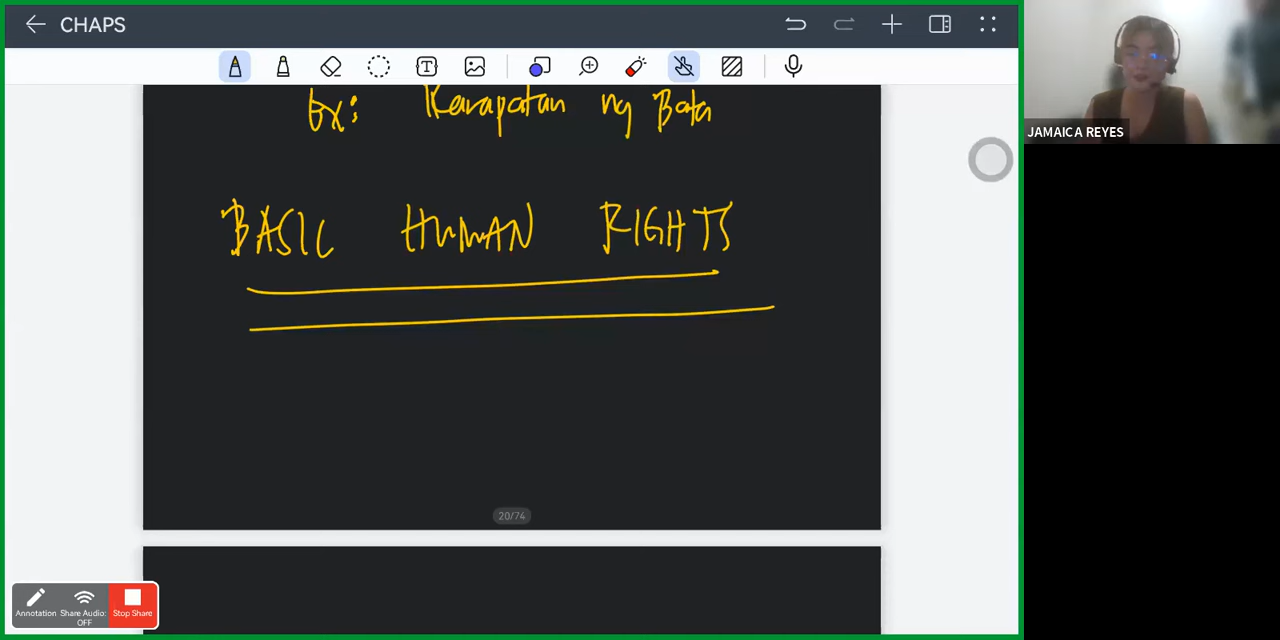 CHAPS
Ex: Karapatan ng Bata
BASIC HUMAN RIGHTS
20/74
JAMAICA REYES
Annotation Share Audio: OFF Stop Share